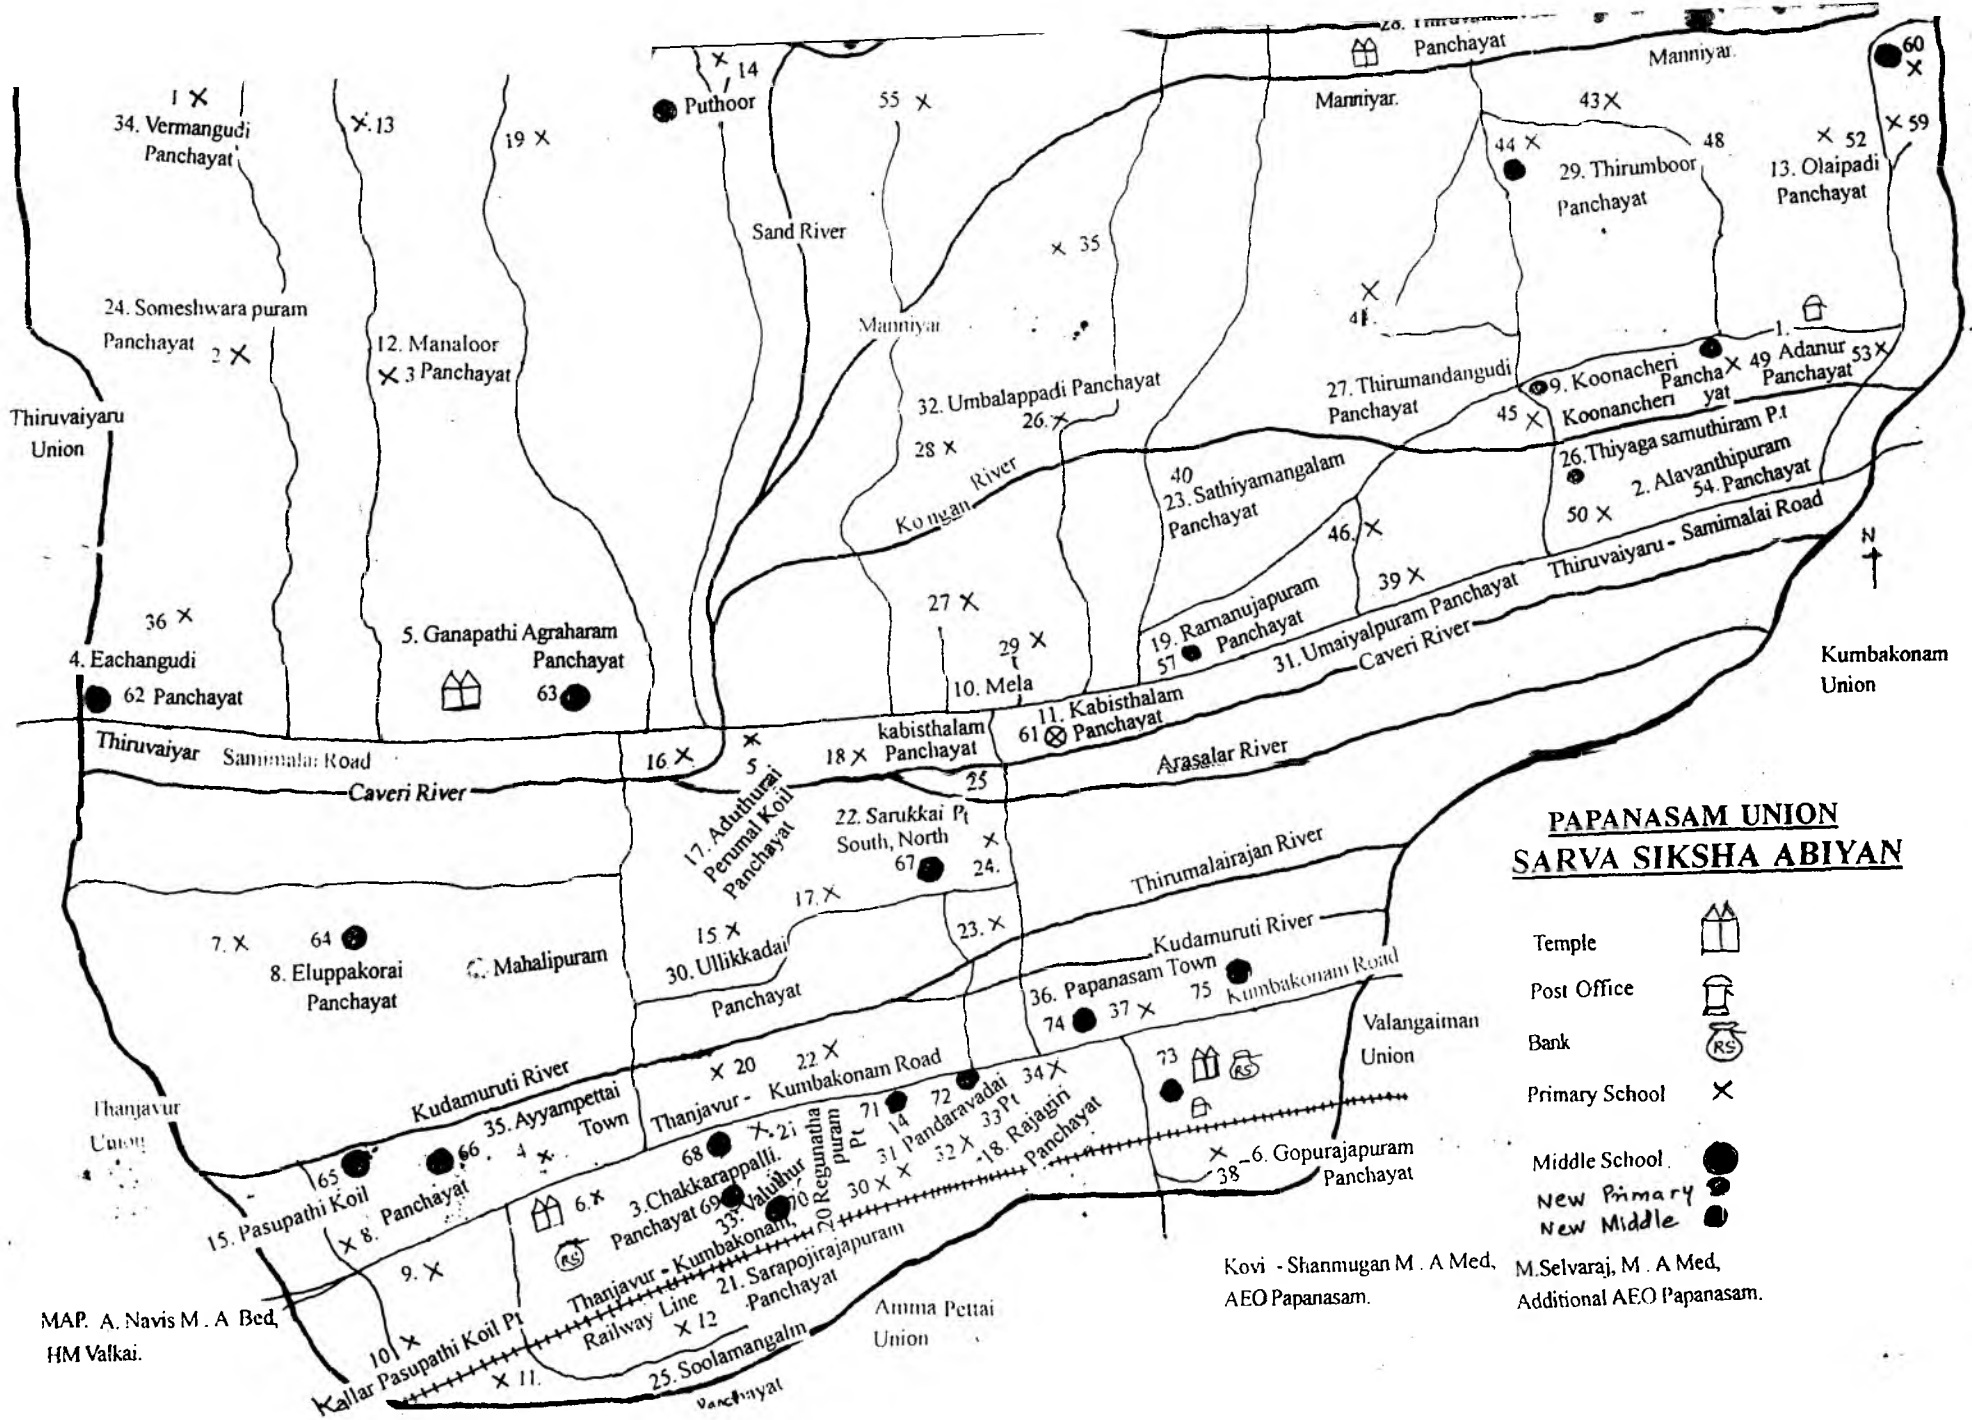 Panchayat
Manniyar.
60
14
Puthoor
1
34. Vermangudi
Panchayat
13
19
55
Manniyar.
43
44
48
59
52
29. Thirumboor
Panchayat
13. Olaipadi
Panchayat
Sand River
35
24. Someshwara puram
Panchayat
2
12. Manaloor
3 Panchayat
Manniyar
1.
Adanur
Panchayat
53
49
9. Koonacheri
Pancha
yat
Koonancheri
45
27. Thirumandangudi
Panchayat
32. Umbalappadi Panchayat
26.
28
Thiruvaiyaru
Union
Kongan River
40
23. Sathiyamangalam
Panchayat
26.Thiyaga samuthiram P.t
2. Alavanthipuram
54. Panchayat
50
46.
39
Thiruvaiyaru - Samimalai Road
N
36
4. Eachangudi
62 Panchayat
5. Ganapathi Agraharam
Panchayat
63
27
29
10. Mela
kabisthalam
Panchayat
11. Kabisthalam
61 Panchayat
19. Ramanujapuram
57 Panchayat
31. Umaiyalpuram Panchayat
Caveri River
Kumbakonam
Union
Thiruvaiyar Samimalai Road
16.
5
18
25
Arasalar River
Caveri River
17. Aduthurai
Perumal Koil
Panchayat
22. Sarukkai Pt
South, North
67
24.
17.
Thirumalairajan River
PAPANASAM UNION
SARVA SIKSHA ABIYAN
7.
64
8. Eluppakorai
Panchayat
Mahalipuram
15
30. Ullikkadai
Panchayat
23.
Kudamuruti River
36. Papanasam Town
75
Kumbakonam Road
74
37
Temple
Post Office
Bank
RS
Primary School
Middle School
New Primary
New Middle
Valangaiman
Union
73
RS
Thanjavur
Union
Kudamuruti River
35. Ayyampettai
Town
4
20
22
Thanjavur - Kumbakonam Road
65
66
15. Pasupathi Koil
Panchayat
8.
68
21
71
72
34
14
31 Pandaravadai
Pt
33
32
18. Rajagiri
Panchayat
30
20 Regunatha
puram
Pt
6.
3. Chakkarappalli.
Panchayat 69
33. Valuthur
70
RS
38
6. Gopurajapuram
Panchayat
9.
Thanjavur - Kumbakonam,
Railway Line
21. Sarapojirajapuram
Panchayat
12
10
Kallar Pasupathi Koil Pt
11.
25. Soolamangalm
Panchayat
Amma Pettai
Union
MAP. A. Navis M . A Bed,
HM Valkai.
Kovi - Shanmugan M . A Med,
AEO Papanasam.
M.Selvaraj, M . A Med,
Additional AEO Papanasam.